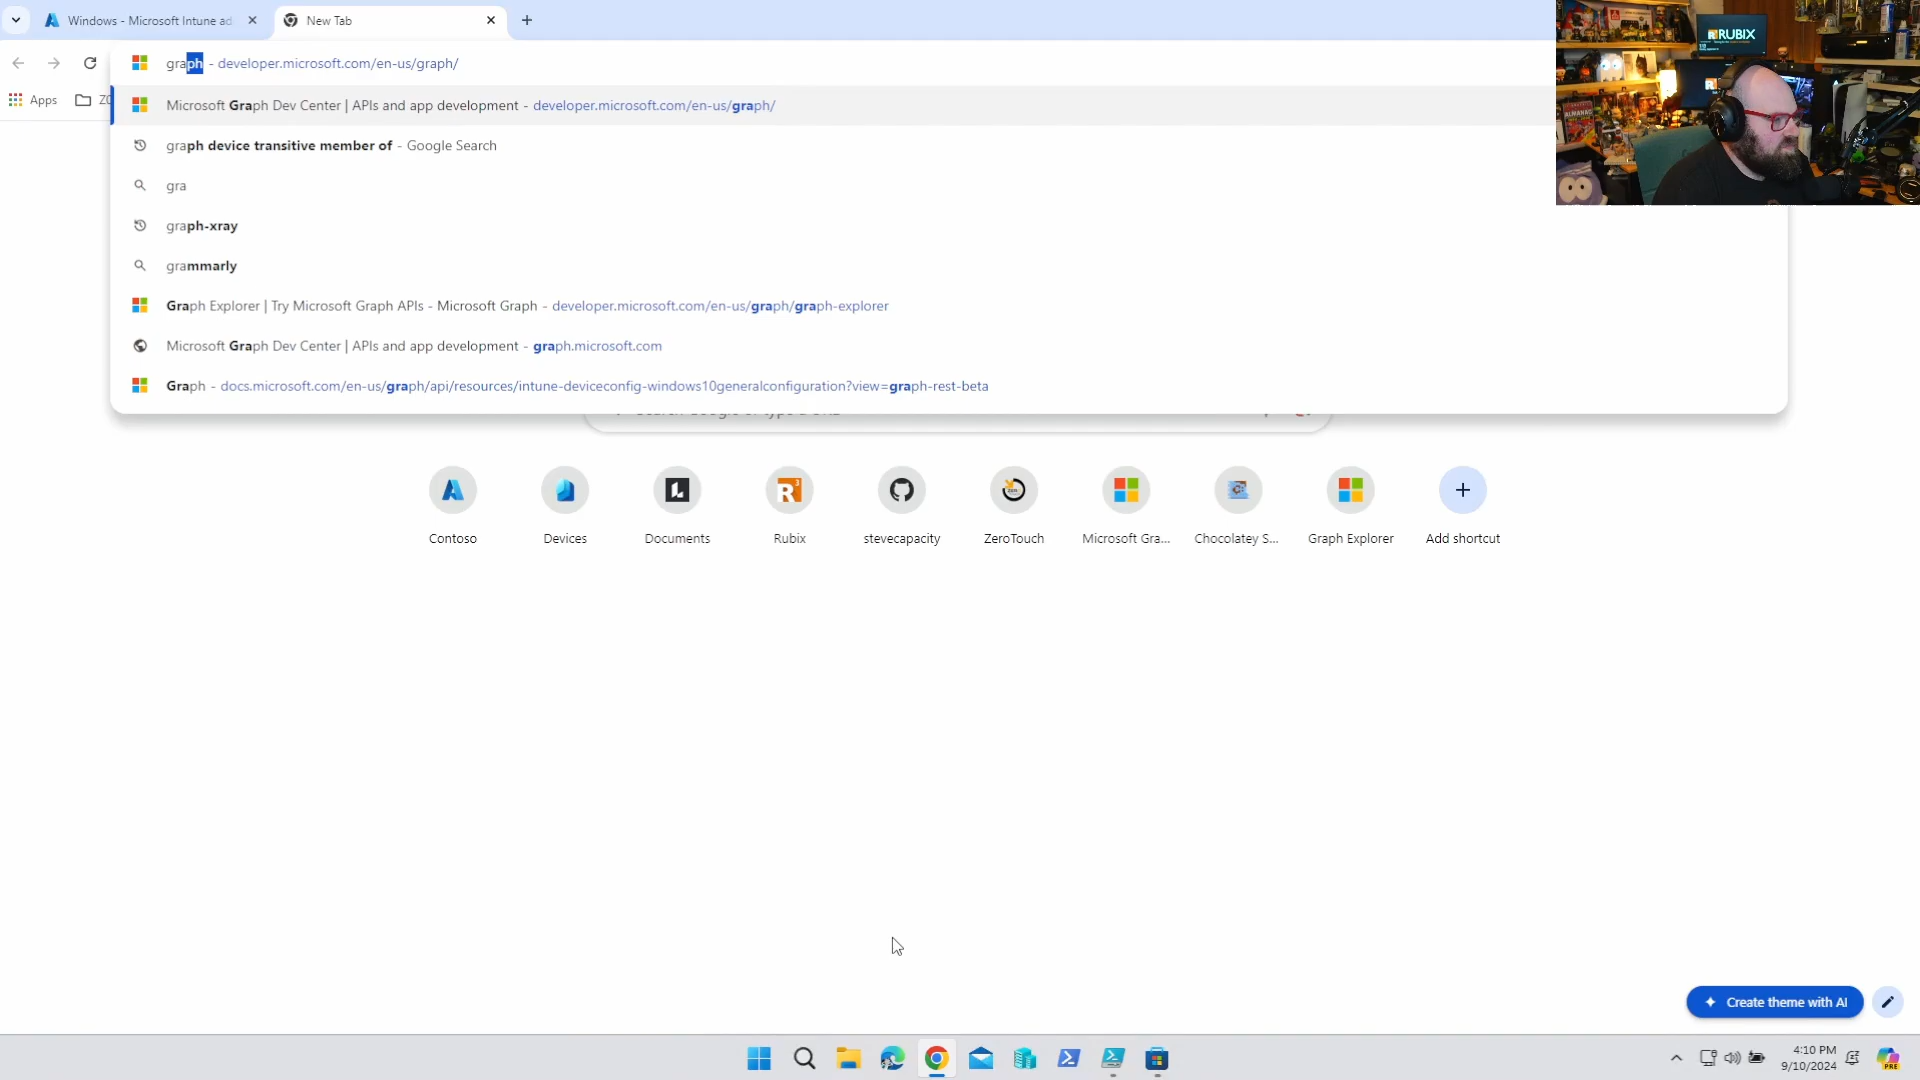 Windows - Microsoft Intune ad
New Tab
graph - developer.microsoft.com/en-us/graph/
Apps
Microsoft Graph Dev Center | APIs and app development - developer.microsoft.com/en-us/graph/
graph device transitive member of - Google Search
gra
graph-xray
grammarly
Graph Explorer | Try Microsoft Graph APIs - Microsoft Graph - developer.microsoft.com/en-us/graph/graph-explorer
Microsoft Graph Dev Center | APIs and app development - graph.microsoft.com
Graph - docs.microsoft.com/en-us/graph/api/resources/intune-deviceconfig-windows10generalconfiguration?view=graph-rest-beta
RUBIX
ALMANAC
Contoso
Devices
Documents
Rubix
stevecapacity
ZeroTouch
Microsoft Gra...
Chocolatey S...
Graph Explorer
Add shortcut
Create theme with AI
4:10 PM
9/10/2024
PRE